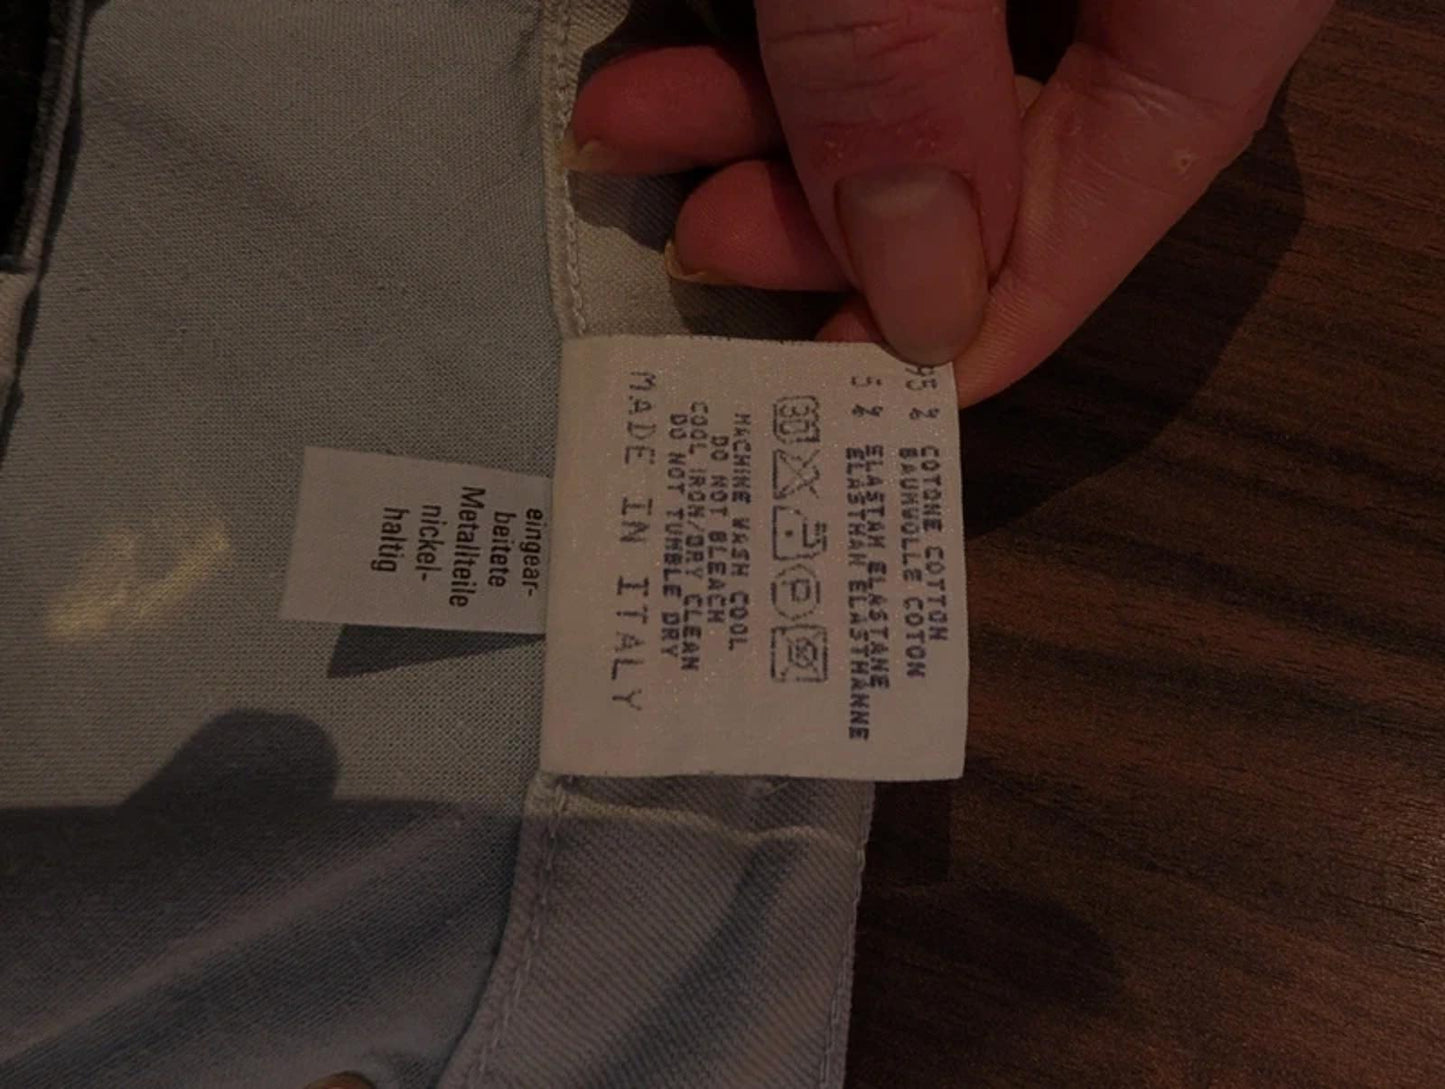 95 % COTONE COTTON
BAUMWOLLE COTON
5 % ELASTAM ELASTANE
ELASTHAN ELASTHANNE
MACHINE WASH COOL
DO NOT BLEACH
COOL IRON/DRY CLEAN
DO NOT TUMBLE DRY
MADE IN ITALY
eingear-
beitete
Metallteile
nickel-
haltig